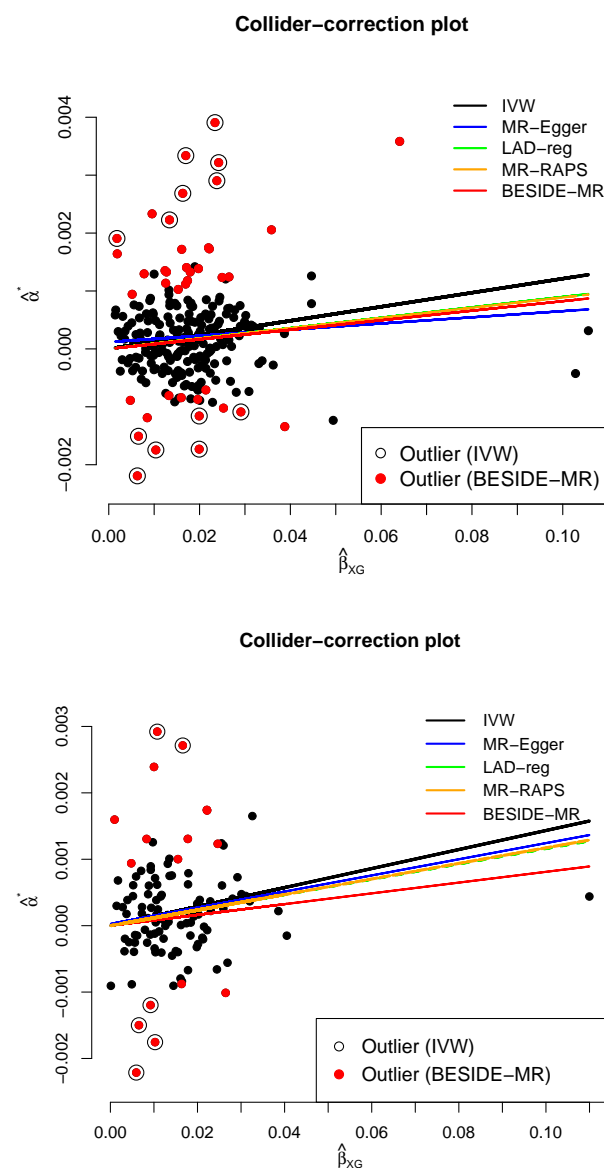 Collider−correction plot
IVW
MR−Egger
LAD−reg
MR−RAPS
BESIDE−MR
0.004
0.002
0.000
−0.002
α̂*
Outlier (IVW)
Outlier (BESIDE−MR)
0.00 0.02 0.04 0.06 0.08 0.10
β̂XG
Collider−correction plot
IVW
MR−Egger
LAD−reg
MR−RAPS
BESIDE−MR
0.003
0.002
0.001
0.000
−0.001
−0.002
α̂*
Outlier (IVW)
Outlier (BESIDE−MR)
0.00 0.02 0.04 0.06 0.08 0.10
β̂XG